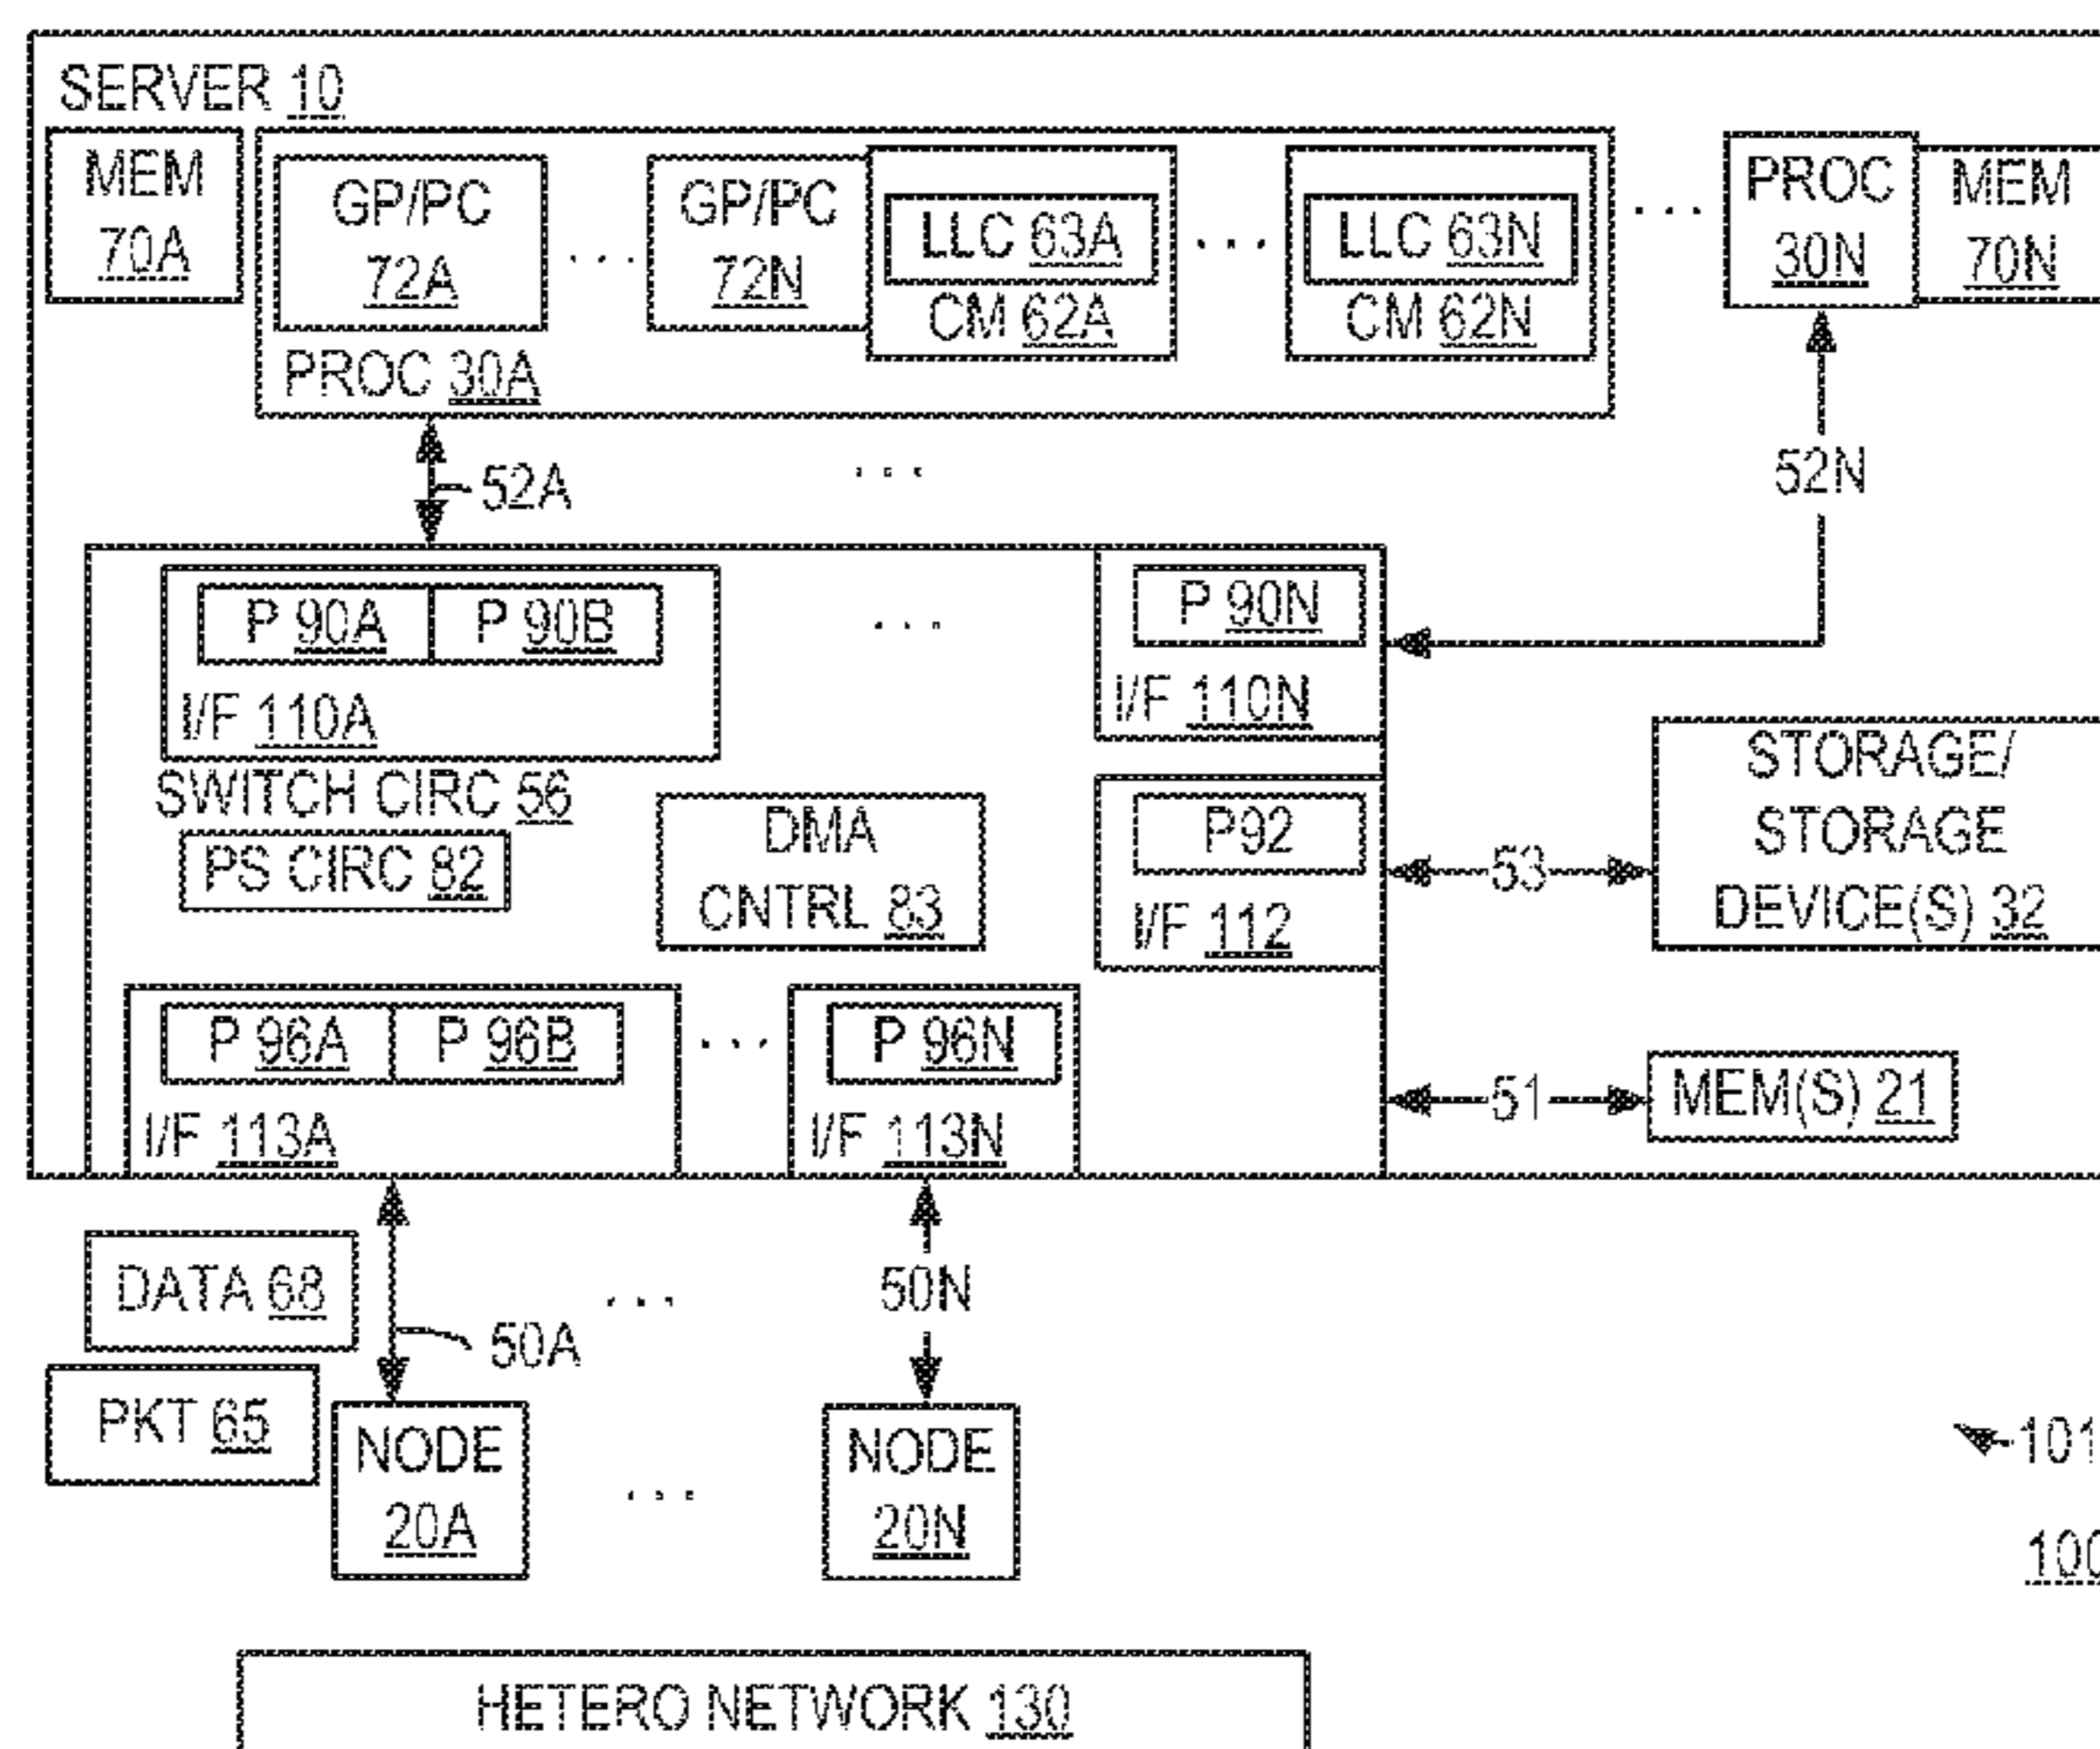 SERVER 10
MEM
70A
GP/PC
72A
...
GP/PC
72N
LLC 63A
CM 62A
...
LLC 63N
CM 62N
PROC 30A
...
PROC
30N
MEM
70N
52A
...
52N
P 90A
P 90B
I/F 110A
...
P 90N
I/F 110N
SWITCH CIRC 56
PS CIRC 82
DMA
CNTRL 83
P92
I/F 112
53
STORAGE/
STORAGE
DEVICE(S) 32
P 96A
P 96B
I/F 113A
...
P 96N
I/F 113N
51
MEM(S) 21
DATA 68
PKT 65
50A
...
50N
NODE
20A
...
NODE
20N
101
100
HETERO NETWORK 130